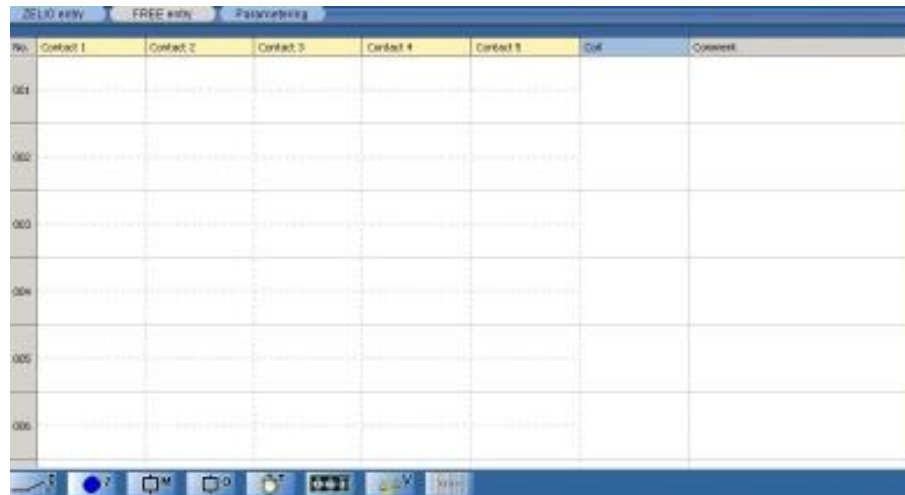 ZELIO entry FREE entry Parametering
No. Contact 1 Contact 2 Contact 3 Contact 4 Contact 5 Coil Comment
001
002
003
004
005
006
I Z M Q T V